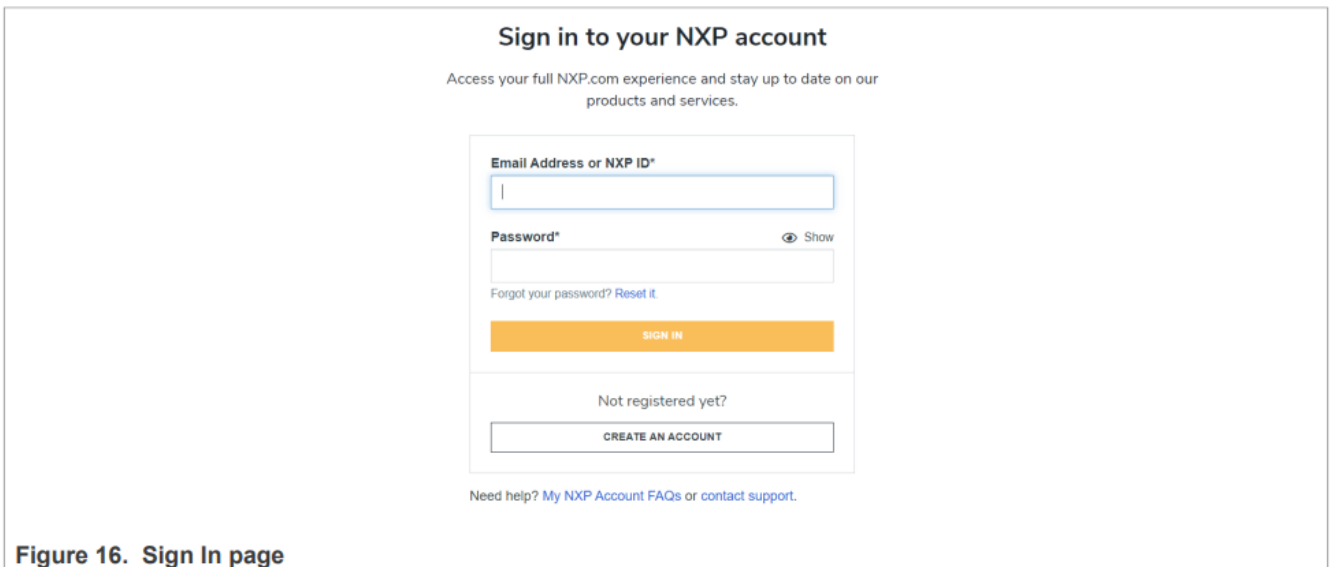 Sign in to your NXP account
Access your full NXP.com experience and stay up to date on our
products and services.
Email Address or NXP ID*
Password*
Show
Forgot your password? Reset it.
SIGN IN
Not registered yet?
CREATE AN ACCOUNT
Need help? My NXP Account FAQs or contact support.
Figure 16. Sign In page